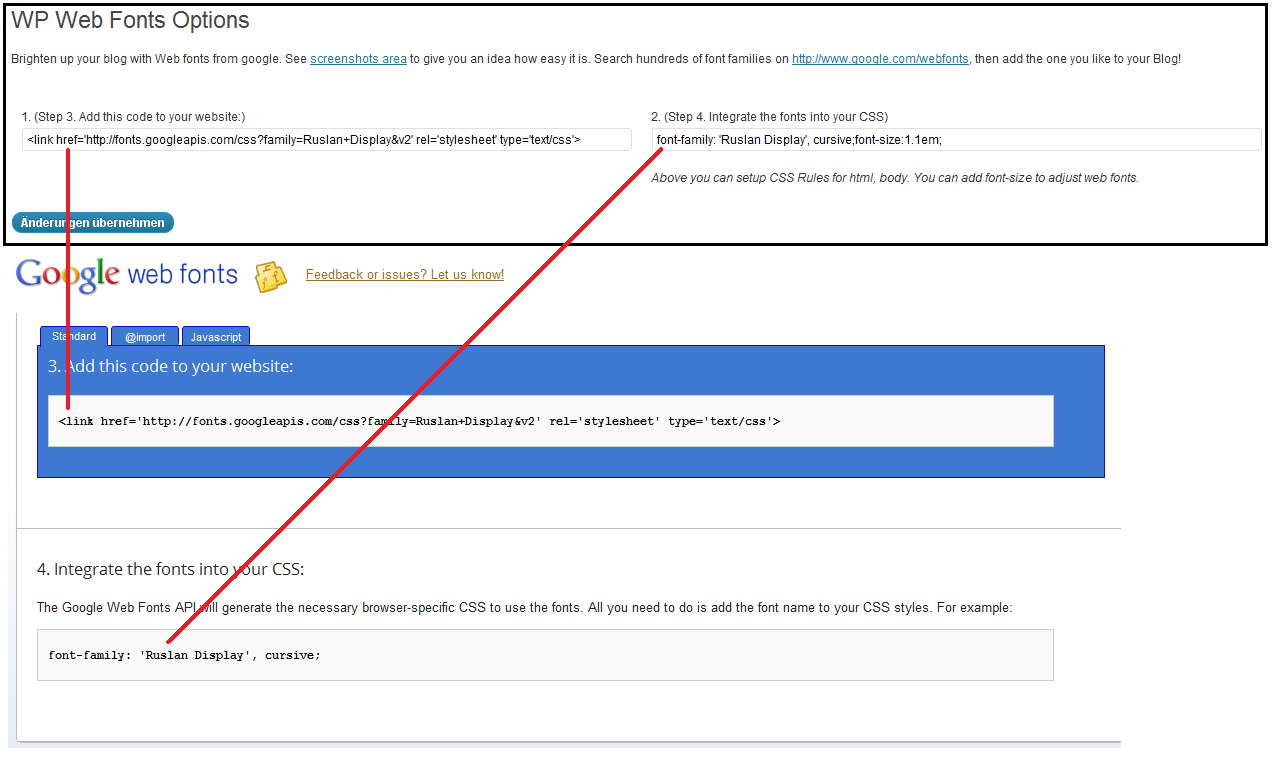 WP Web Fonts Options
Brighten up your blog with Web fonts from google. See screenshots area to give you an idea how easy it is. Search hundreds of font families on http://www.google.com/webfonts, then add the one you like to your Blog!
1. (Step 3. Add this code to your website:)
<link href='http://fonts.googleapis.com/css?family=Ruslan+Display&v2' rel='stylesheet' type='text/css'>
2. (Step 4. Integrate the fonts into your CSS)
font-family: 'Ruslan Display', cursive;font-size:1.1em;
Above you can setup CSS Rules for html, body. You can add font-size to adjust web fonts.
Änderungen übernehmen
Google web fonts
Feedback or issues? Let us know!
Standard @import Javascript
3. Add this code to your website:
<link href='http://fonts.googleapis.com/css?family=Ruslan+Display&v2' rel='stylesheet' type='text/css'>
4. Integrate the fonts into your CSS:
The Google Web Fonts API will generate the necessary browser-specific CSS to use the fonts. All you need to do is add the font name to your CSS styles. For example:
font-family: 'Ruslan Display', cursive;